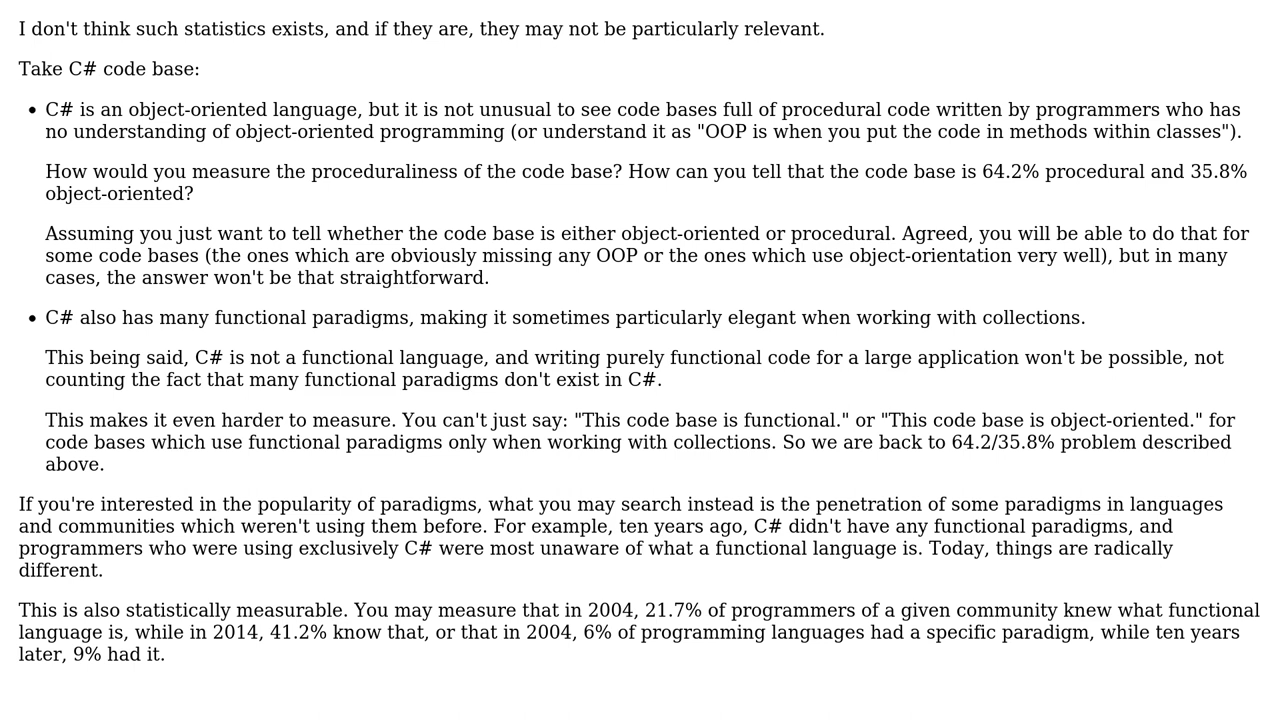 I don't think such statistics exists, and if they are, they may not be particularly relevant.
Take C# code base:
• C# is an object-oriented language, but it is not unusual to see code bases full of procedural code written by programmers who has
no understanding of object-oriented programming (or understand it as "OOP is when you put the code in methods within classes").
How would you measure the proceduraliness of the code base? How can you tell that the code base is 64.2% procedural and 35.8%
object-oriented?
Assuming you just want to tell whether the code base is either object-oriented or procedural. Agreed, you will be able to do that for
some code bases (the ones which are obviously missing any OOP or the ones which use object-orientation very well), but in many
cases, the answer won't be that straightforward.
• C# also has many functional paradigms, making it sometimes particularly elegant when working with collections.
This being said, C# is not a functional language, and writing purely functional code for a large application won't be possible, not
counting the fact that many functional paradigms don't exist in C#.
This makes it even harder to measure. You can't just say: "This code base is functional." or "This code base is object-oriented." for
code bases which use functional paradigms only when working with collections. So we are back to 64.2/35.8% problem described
above.
If you're interested in the popularity of paradigms, what you may search instead is the penetration of some paradigms in languages
and communities which weren't using them before. For example, ten years ago, C# didn't have any functional paradigms, and
programmers who were using exclusively C# were most unaware of what a functional language is. Today, things are radically
different.
This is also statistically measurable. You may measure that in 2004, 21.7% of programmers of a given community knew what functional
language is, while in 2014, 41.2% know that, or that in 2004, 6% of programming languages had a specific paradigm, while ten years
later, 9% had it.